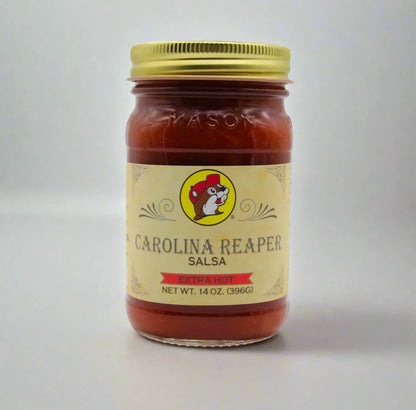 MASON
®
CAROLINA REAPER
SALSA
EXTRA HOT
NET WT. 14 OZ. (396G)